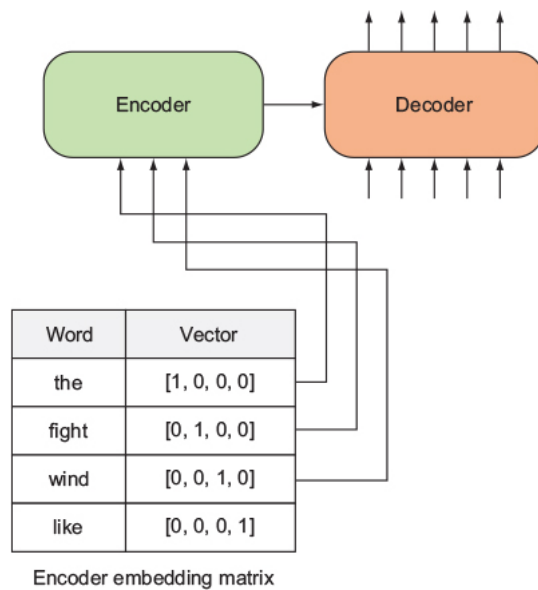 Encoder
Decoder
Word Vector
the [1, 0, 0, 0]
fight [0, 1, 0, 0]
wind [0, 0, 1, 0]
like [0, 0, 0, 1]
Encoder embedding matrix